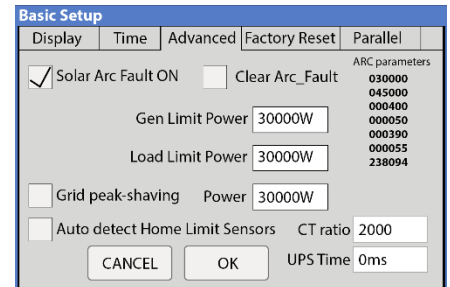 Basic Setup
Display Time Advanced Factory Reset Parallel
ARC parameters
Solar Arc Fault ON Clear Arc_Fault
030000
045000
000400
000050
000390
000055
238094
Gen Limit Power 30000W
Load Limit Power 30000W
Grid peak-shaving Power 30000W
Auto detect Home Limit Sensors CT ratio 2000
CANCEL OK UPS Time 0ms